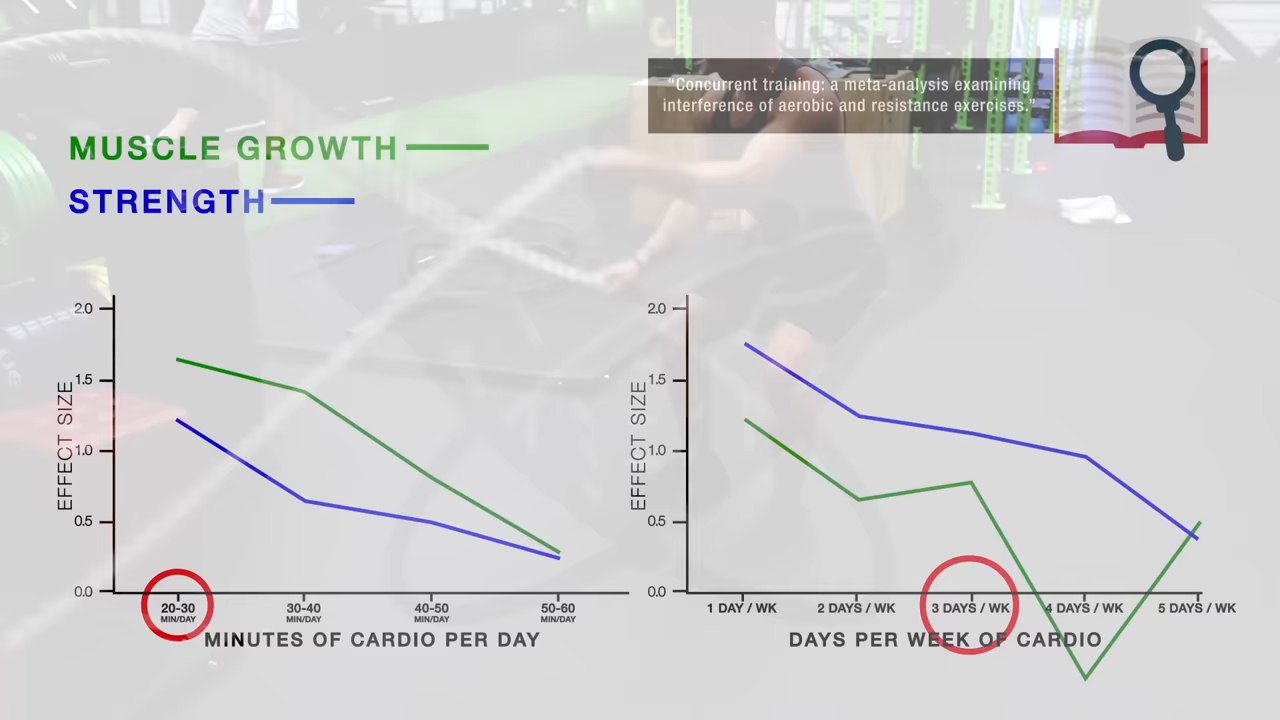 “Concurrent training: a meta-analysis examining
interference of aerobic and resistance exercises.”
MUSCLE GROWTH
STRENGTH
EFFECT SIZE
2.0
1.5
1.0
0.5
0.0
20-30
MIN/DAY
30-40
MIN/DAY
40-50
MIN/DAY
50-60
MIN/DAY
MINUTES OF CARDIO PER DAY
EFFECT SIZE
2.0
1.5
1.0
0.5
0.0
1 DAY / WK
2 DAYS / WK
3 DAYS / WK
4 DAYS / WK
5 DAYS / WK
DAYS PER WEEK OF CARDIO